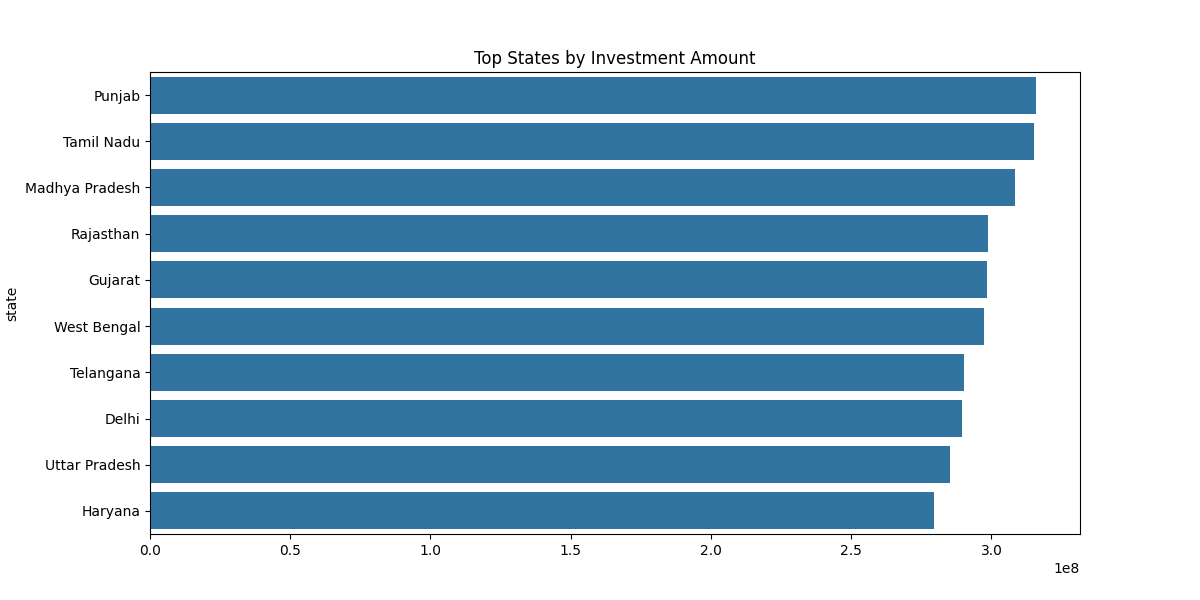 Top States by Investment Amount
Punjab
Tamil Nadu
Madhya Pradesh
Rajasthan
Gujarat
West Bengal
Telangana
Delhi
Uttar Pradesh
Haryana
state
0.0 0.5 1.0 1.5 2.0 2.5 3.0
1e8